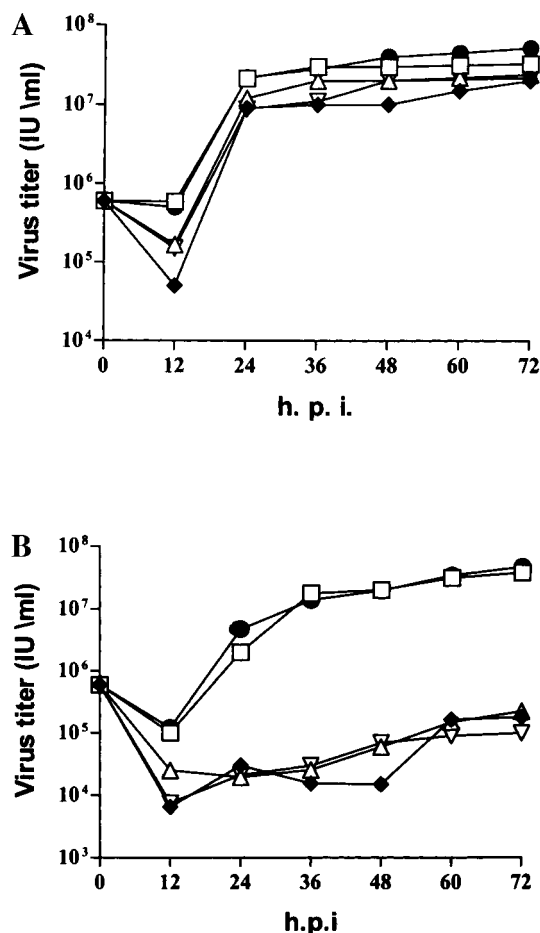 A
Virus titer (IU \ml)
10⁸
10⁷
10⁶
10⁵
10⁴
0 12 24 36 48 60 72
h. p. i.
B
Virus titer (IU \ml)
10⁸
10⁷
10⁶
10⁵
10⁴
10³
0 12 24 36 48 60 72
h.p.i